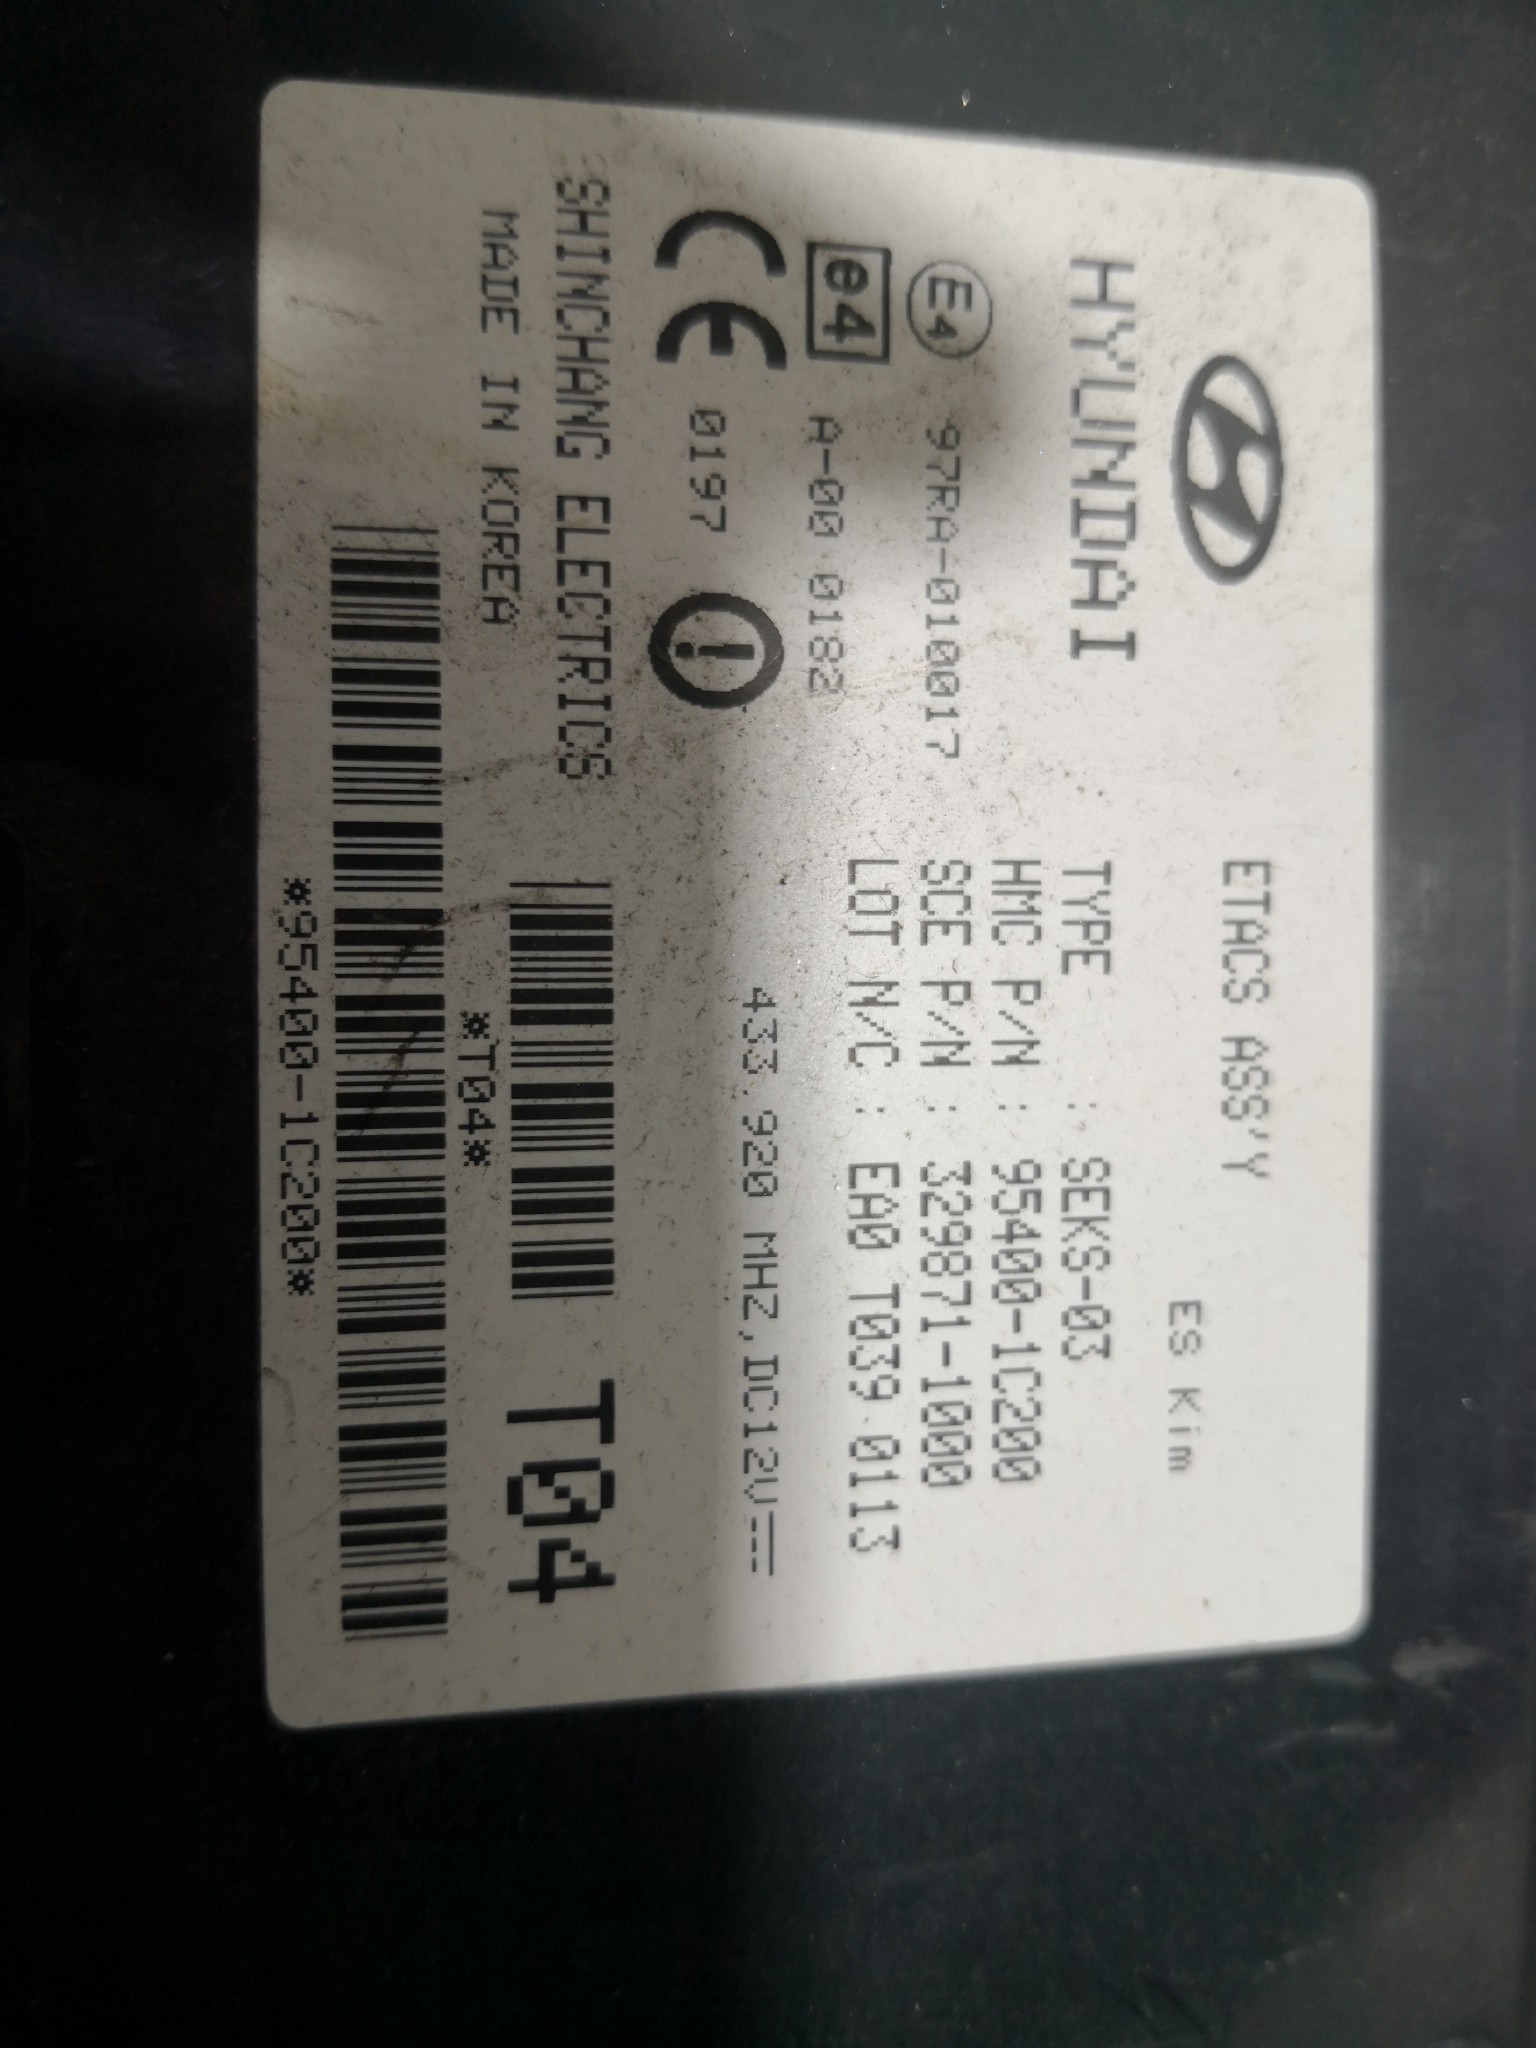 HYUNDAI
ETACS ASS'Y
ES Kim
TYPE : SEKS-03
HMC P/N : 95400-1C200
SCE P/N : 329871-1000
LOT N/C : EA0 T039 0113
E4 97RA-010017
e4 A-00 0182
CE 0197
433.920 MHZ,DC12V
SHINCHANG ELECTRICS
MADE IN KOREA
T04
*T04*
*95400-1C200*